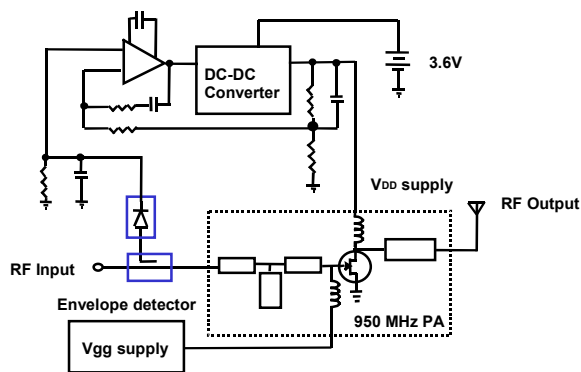 DC-DC
Converter
3.6V
VDD supply
RF Output
RF Input
Envelope detector
950 MHz PA
Vgg supply